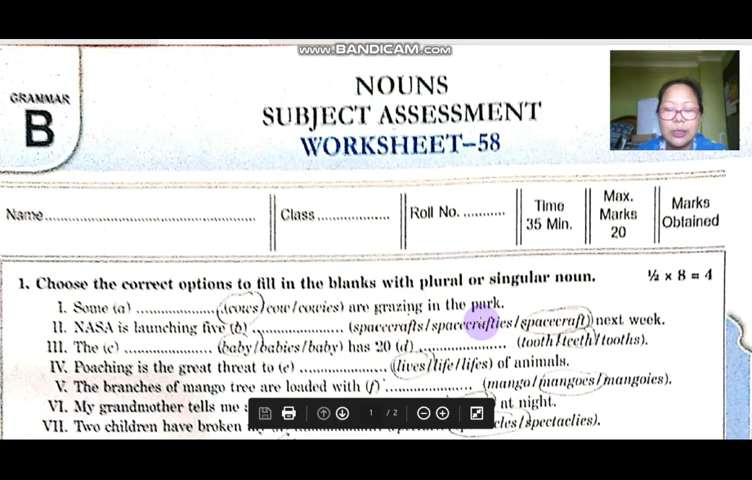 www.BANDICAM.com
GRAMMAR
B
NOUNS
SUBJECT ASSESSMENT
WORKSHEET–58
Name
Class
Roll No.
Time
35 Min.
Max.
Marks
20
Marks
Obtained
1. Choose the correct options to fill in the blanks with plural or singular noun. ½ × 8 = 4
I. Some (a) .................... (cows/cow/cowies) are grazing in the park.
II. NASA is launching five (b) .................... (spacecrafts/spacecrafties/spacecraft) next week.
III. The (c) .................... (baby/babies/baby) has 20 (d) .................... (tooth/teeth/tooths).
IV. Poaching is the great threat to (e) .................... (lives/life/lifes) of animals.
V. The branches of mango tree are loaded with (f) .................... (mango/mangoes/mangoies).
VI. My grandmother tells me at night.
VII. Two children have broken spectaclies).
1 / 2